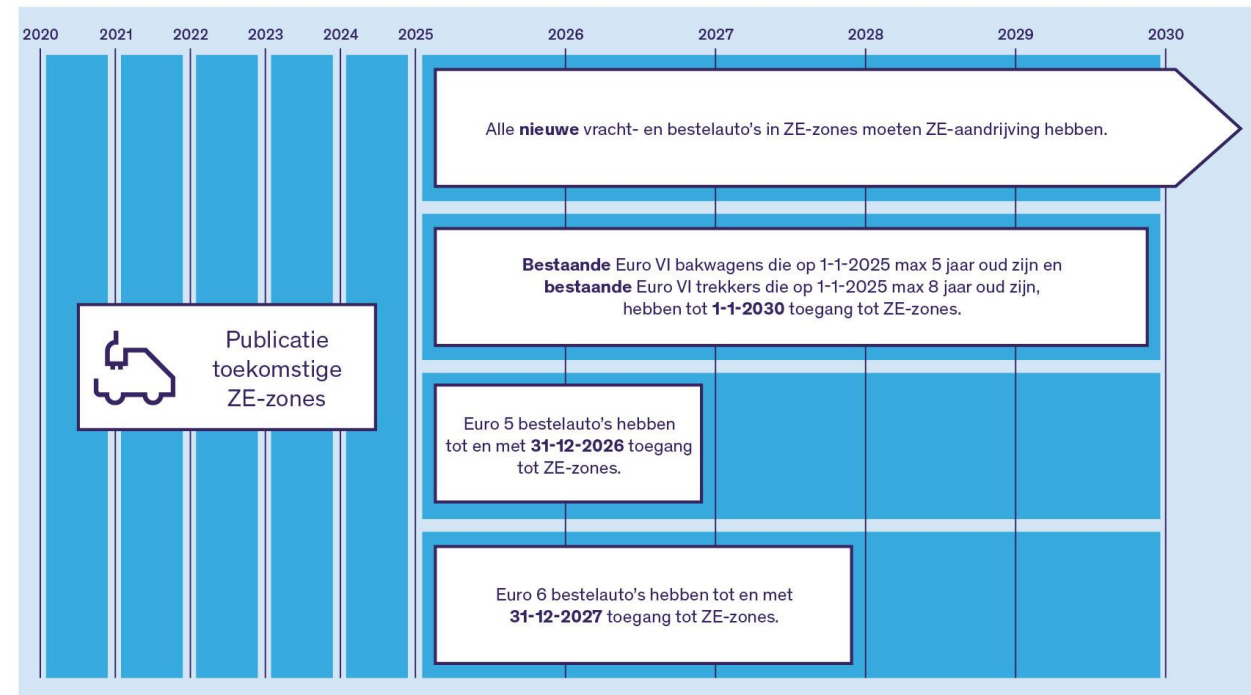 2020 2021 2022 2023 2024 2025 2026 2027 2028 2029 2030
Alle nieuwe vracht- en bestelauto's in ZE-zones moeten ZE-aandrijving hebben.
Bestaande Euro VI bakwagens die op 1-1-2025 max 5 jaar oud zijn en
bestaande Euro VI trekkers die op 1-1-2025 max 8 jaar oud zijn,
hebben tot 1-1-2030 toegang tot ZE-zones.
Publicatie
toekomstige
ZE-zones
Euro 5 bestelauto's hebben
tot en met 31-12-2026 toegang
tot ZE-zones.
Euro 6 bestelauto's hebben tot en met
31-12-2027 toegang tot ZE-zones.